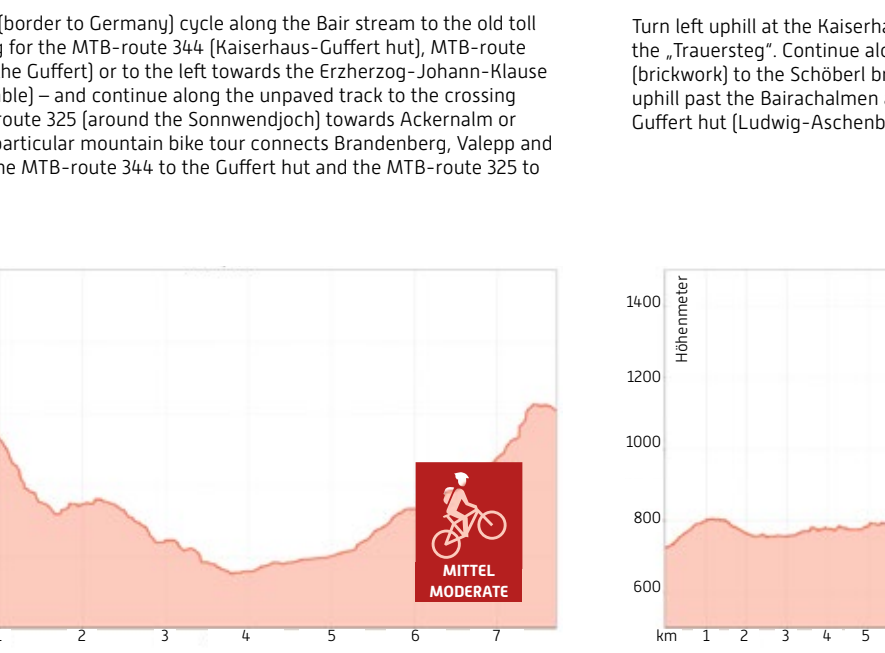 (border to Germany) cycle along the Bair stream to the old toll
g for the MTB-route 344 (Kaiserhaus-Guffert hut), MTB-route
he Guffert) or to the left towards the Erzherzog-Johann-Klause
able) – and continue along the unpaved track to the crossing
route 325 (around the Sonnwendjoch) towards Ackernalm or
particular mountain bike tour connects Brandenberg, Valepp and
he MTB-route 344 to the Guffert hut and the MTB-route 325 to
Turn left uphill at the Kaiserha
the „Trauersteg“. Continue alo
(brickwork) to the Schöberl br
uphill past the Bairachalmen
Guffert hut (Ludwig-Aschenb
MITTEL
MODERATE
2 3 4 5 6 7
Höhenmeter
1400
1200
1000
800
600
km 1 2 3 4 5